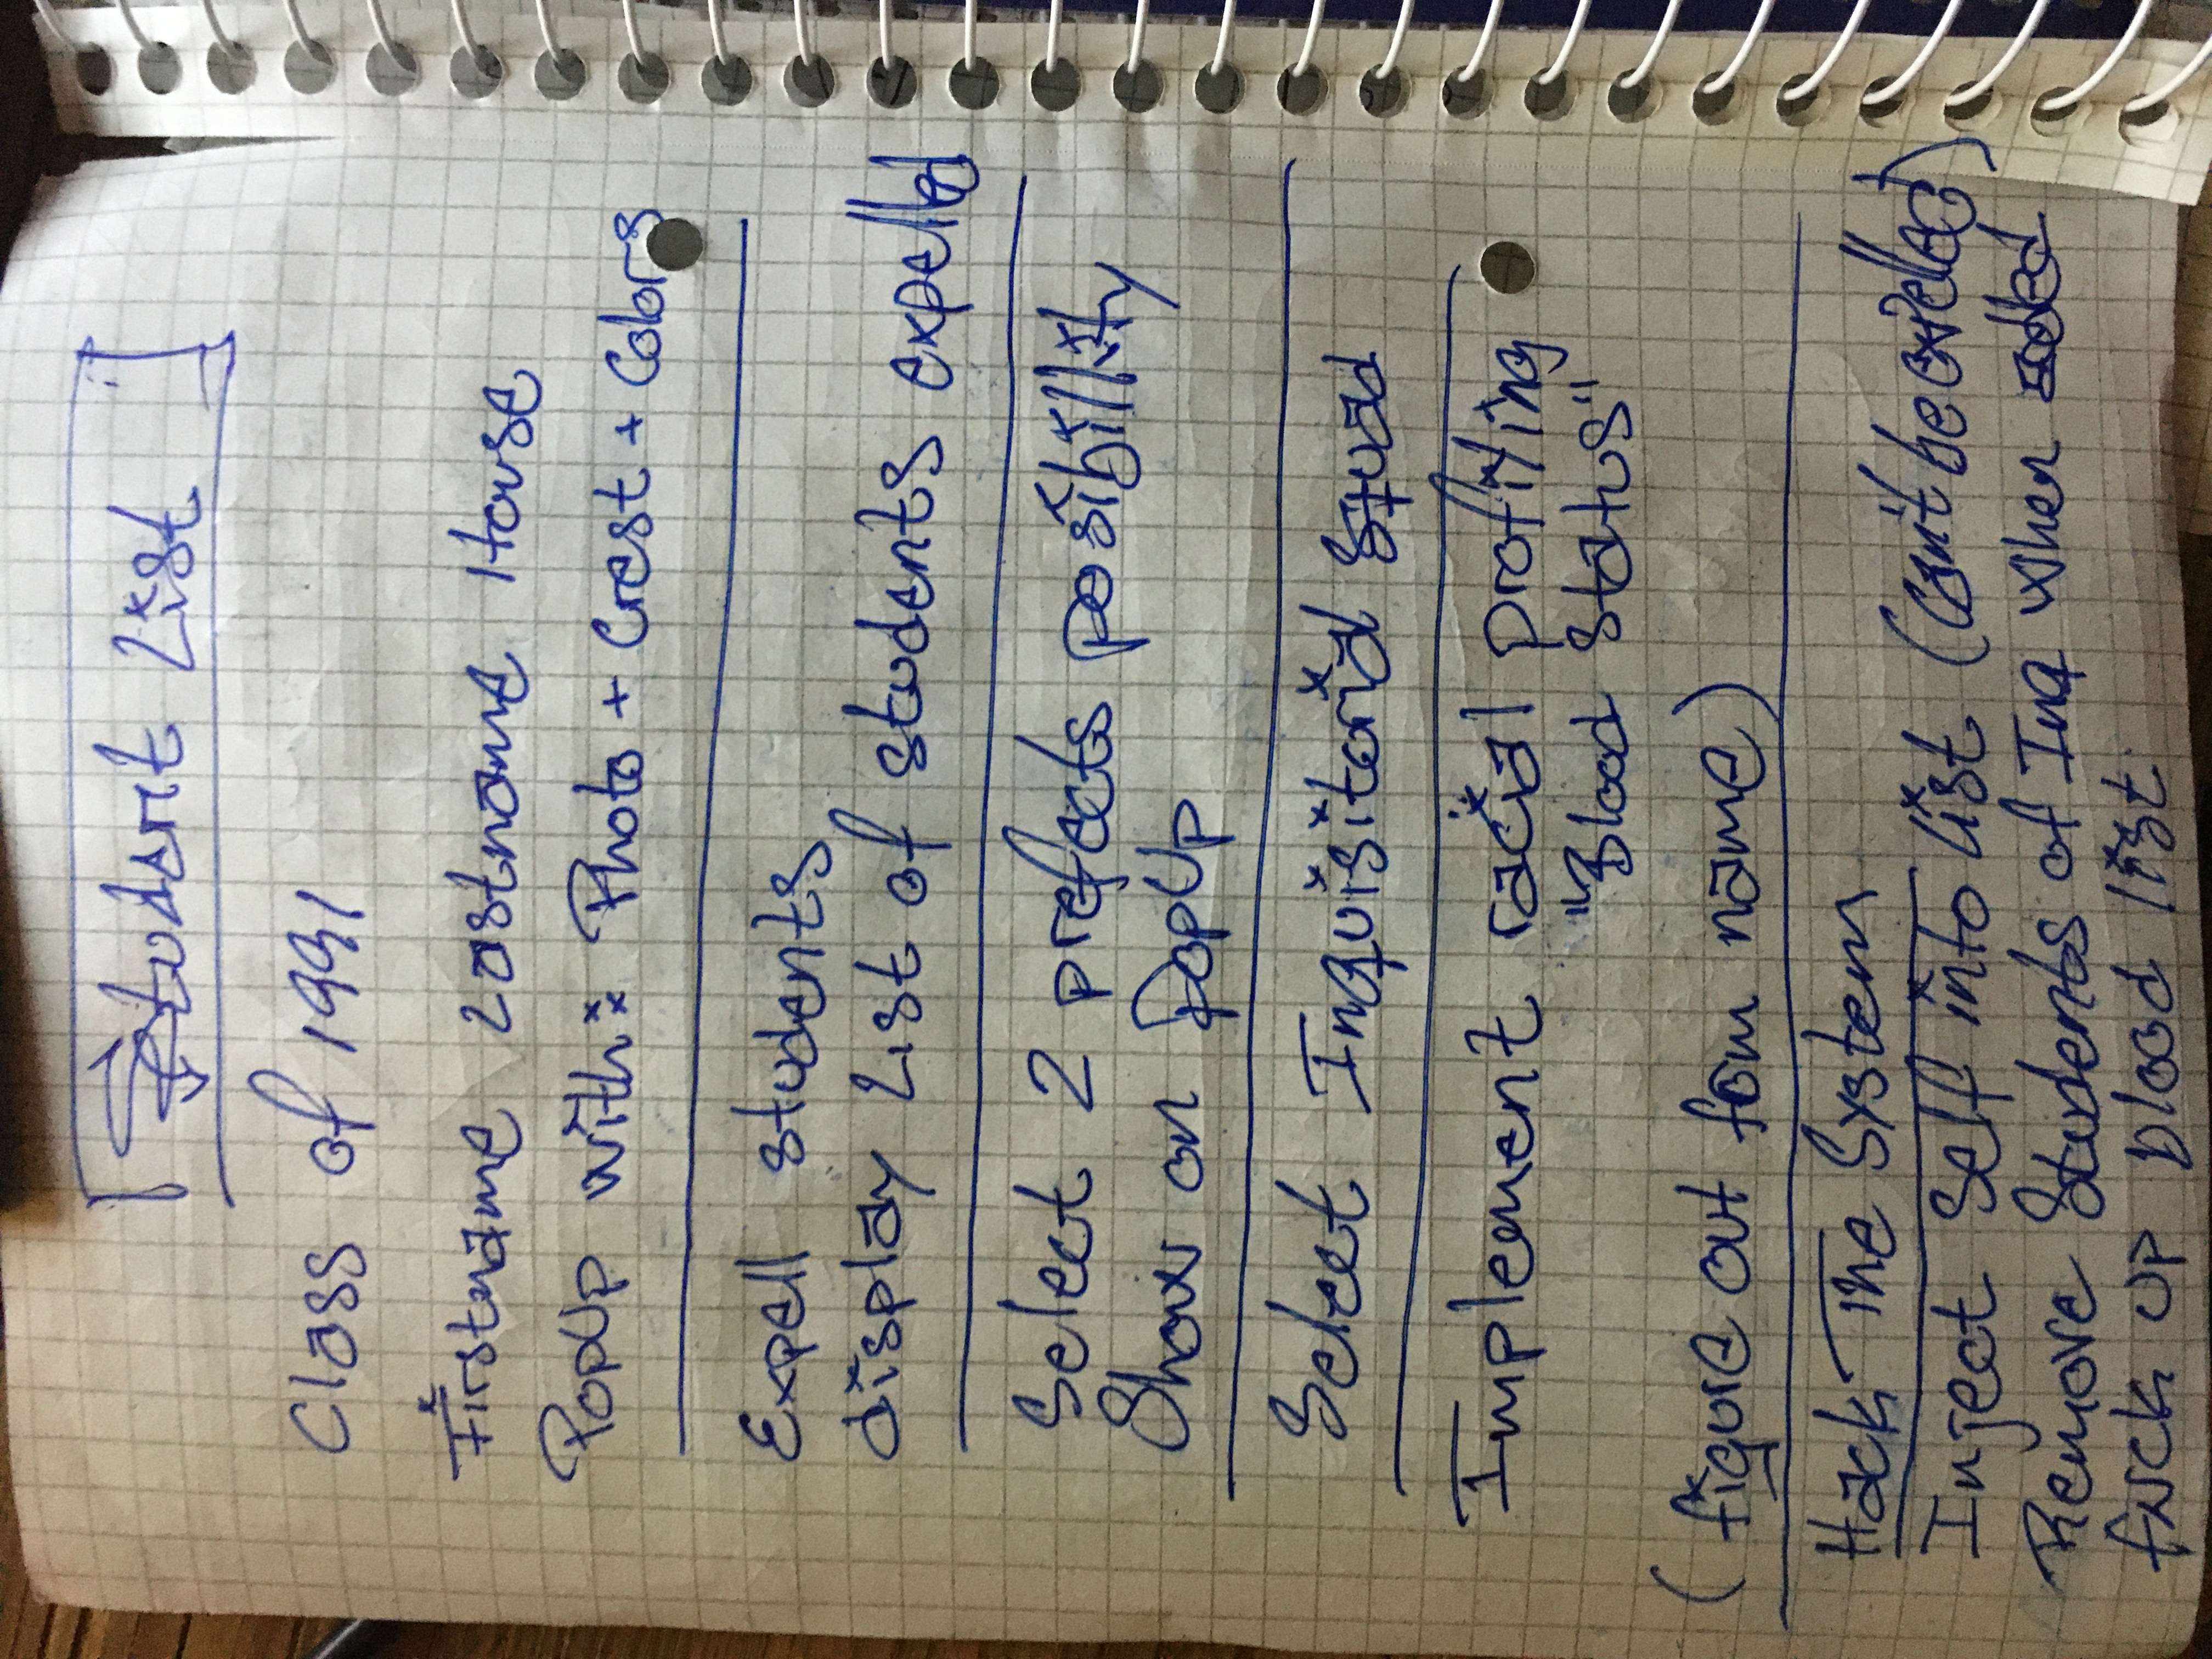 Student List
Class of 1991
Firstname Lastname House
PopUp with: Photo + Crest + Colors
Expell students
display List of students expelled
Select 2 prefects posibillity
Show on PopUp
Select Inquisitorial Squad
Implement racial profiling
"Blood Status"
(figure out from name)
Hack The System
Inject Self into list (Can't be expelled)
Remove Students of Inq when added
fuck up blood list